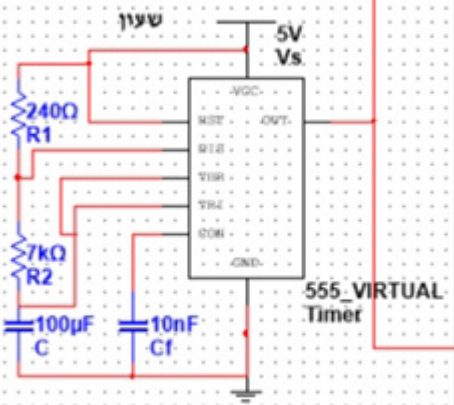 שעון
5V
Vs
VCC
240Ω
R1
RST
OUT
DIS
THR
TRI
CON
7kΩ
R2
GND
555_VIRTUAL
Timer
100µF
C
10nF
Cf